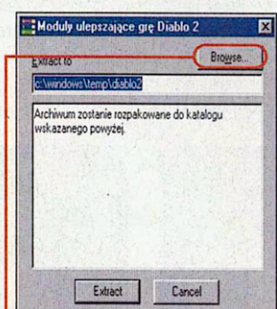 Moduły ulepszające grę Diablo 2
Extract to
Browse...
c:\windows\temp\diablo2
Archiwum zostanie rozpakowane do katalogu
wskazanego powyżej.
Extract
Cancel